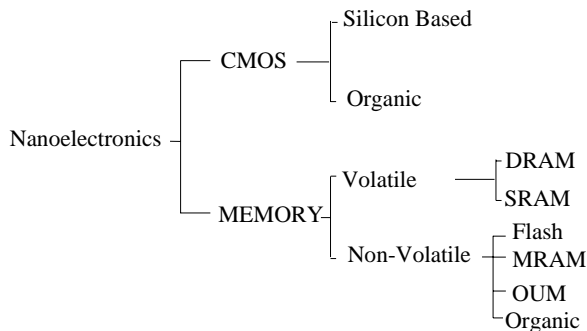 Silicon Based
CMOS
Organic
Nanoelectronics
DRAM
Volatile
SRAM
MEMORY
Flash
Non-Volatile
MRAM
OUM
Organic